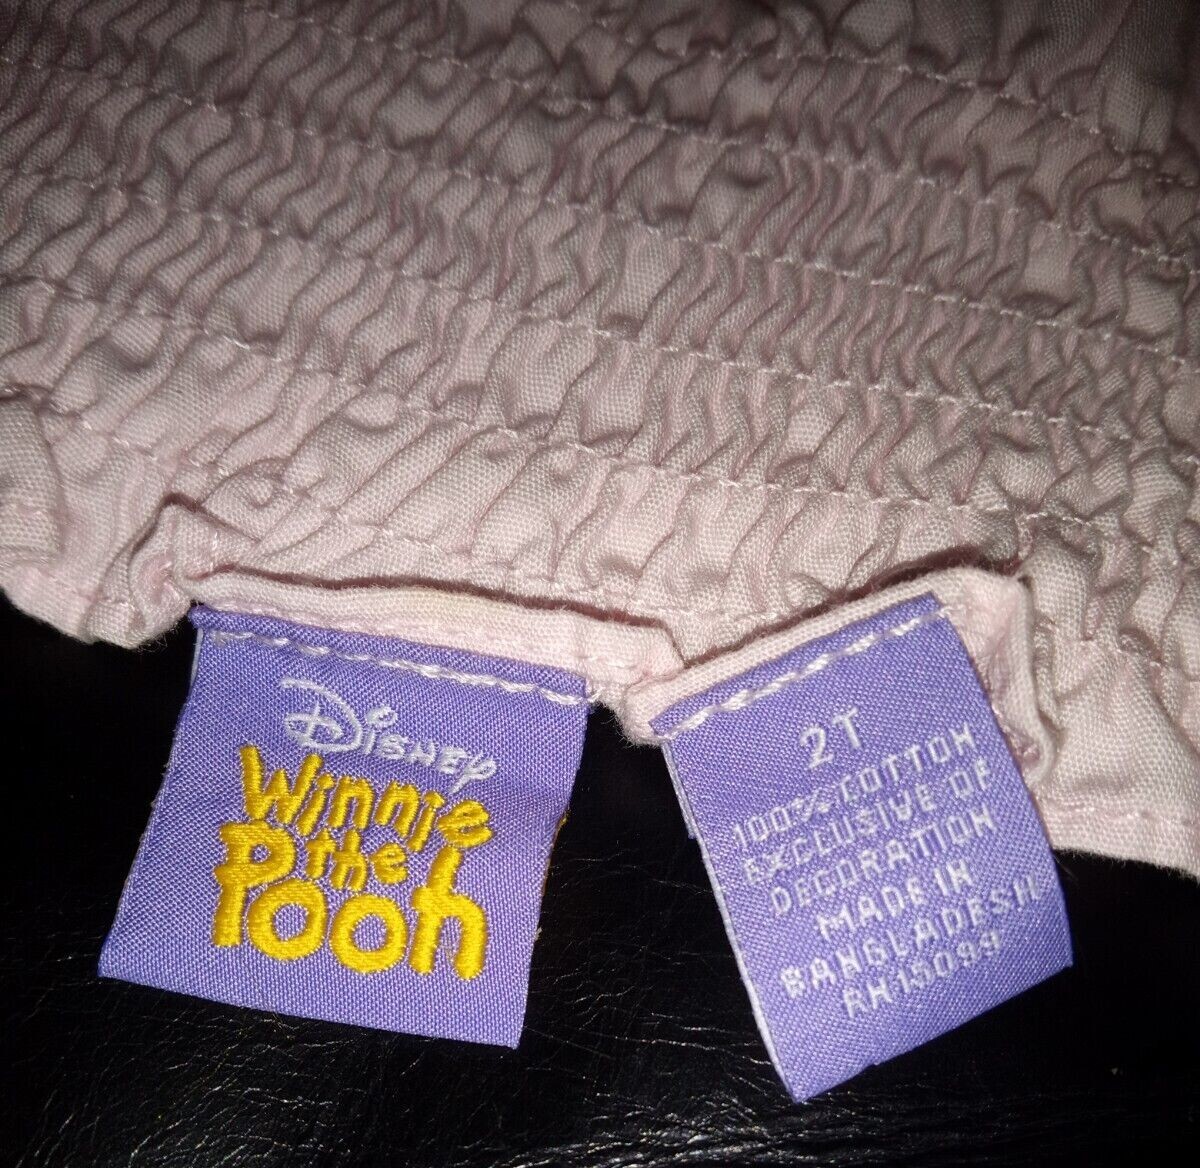 Disney
Winnie
the
Pooh
2T
100% COTTON
EXCLUSIVE OF
DECORATION
MADE IN
BANGLADESH
RN15099